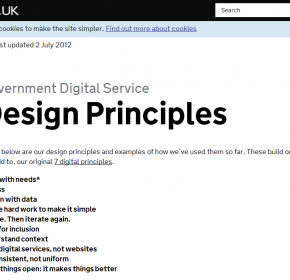 .UK
Search
cookies to make the site simpler. Find out more about cookies
st updated 2 July 2012
vernment Digital Service
Design Principles
below are our design principles and examples of how we've used them so far. These build on
dd to, our original 7 digital principles.
with needs*
ss
n with data
e hard work to make it simple
e. Then iterate again.
for inclusion
rstand context
digital services, not websites
nsistent, not uniform
things open: it makes things better